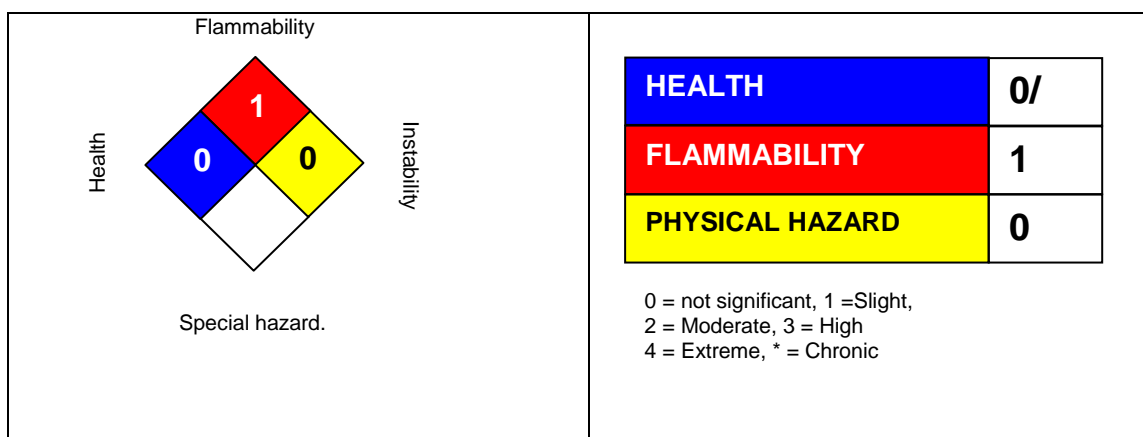 Flammability
1
Health
0
0
Instability
Special hazard.
HEALTH 0/
FLAMMABILITY 1
PHYSICAL HAZARD 0
0 = not significant, 1 =Slight,
2 = Moderate, 3 = High
4 = Extreme, * = Chronic